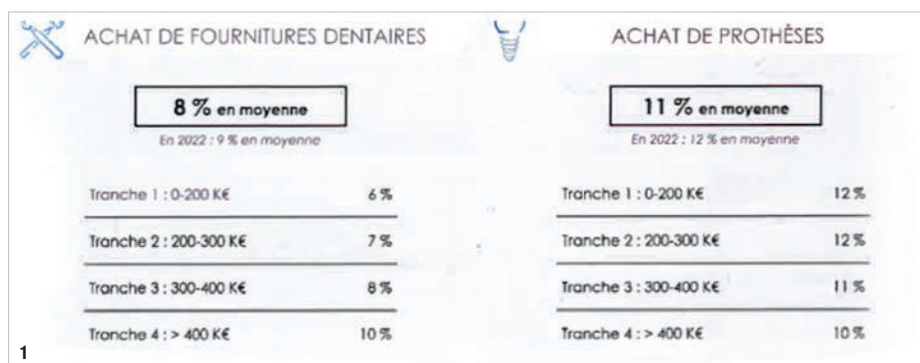 ACHAT DE FOURNITURES DENTAIRES
8 % en moyenne
En 2022 : 9 % en moyenne
Tranche 1 : 0-200 K€ 6 %
Tranche 2 : 200-300 K€ 7 %
Tranche 3 : 300-400 K€ 8 %
Tranche 4 : > 400 K€ 10 %
ACHAT DE PROTHÈSES
11 % en moyenne
En 2022 : 12 % en moyenne
Tranche 1 : 0-200 K€ 12 %
Tranche 2 : 200-300 K€ 12 %
Tranche 3 : 300-400 K€ 11 %
Tranche 4 : > 400 K€ 10 %
1